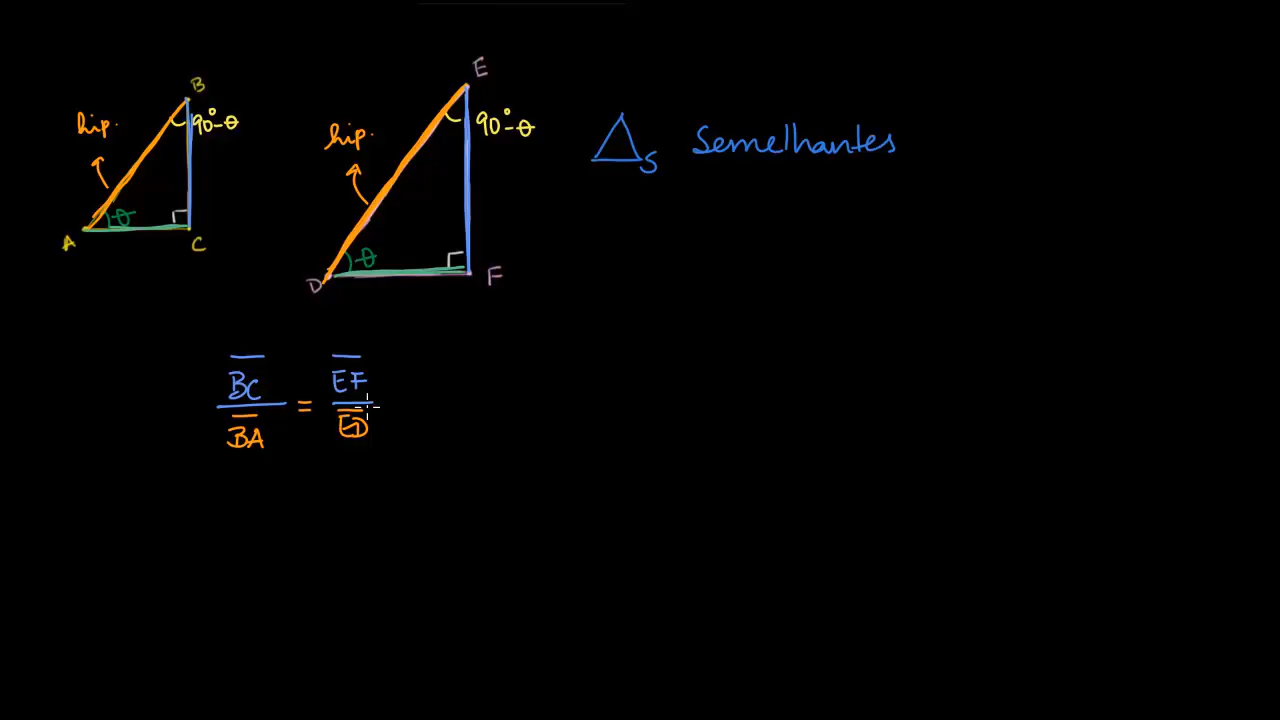 B
hip.
90°-θ
θ
A
C
E
hip.
90°-θ
θ
D
F
△s Semelhantes
BC/BA = EF/ED